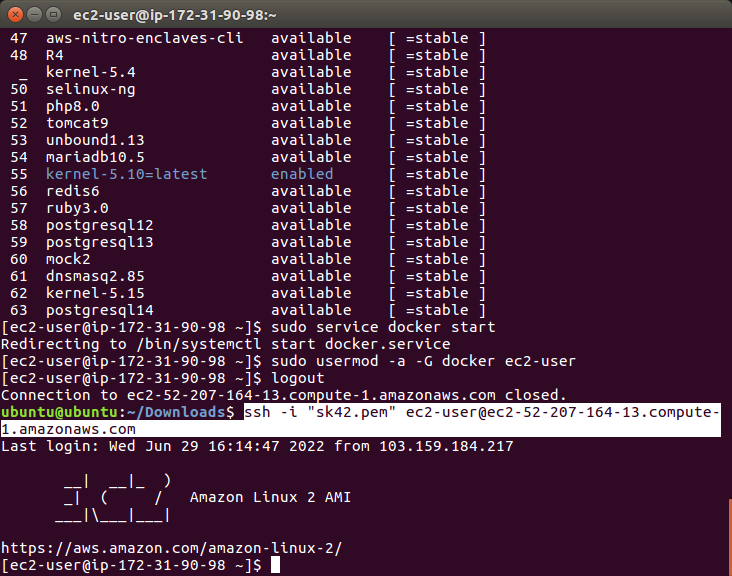 ec2-user@ip-172-31-90-98:~
47  aws-nitro-enclaves-cli   available    [ =stable ]
48  R4                       available    [ =stable ]
 _  kernel-5.4               available    [ =stable ]
50  selinux-ng               available    [ =stable ]
51  php8.0                   available    [ =stable ]
52  tomcat9                  available    [ =stable ]
53  unbound1.13              available    [ =stable ]
54  mariadb10.5              available    [ =stable ]
55  kernel-5.10=latest       enabled      [ =stable ]
56  redis6                   available    [ =stable ]
57  ruby3.0                  available    [ =stable ]
58  postgresql12             available    [ =stable ]
59  postgresql13             available    [ =stable ]
60  mock2                    available    [ =stable ]
61  dnsmasq2.85              available    [ =stable ]
62  kernel-5.15              available    [ =stable ]
63  postgresql14             available    [ =stable ]
[ec2-user@ip-172-31-90-98 ~]$ sudo service docker start
Redirecting to /bin/systemctl start docker.service
[ec2-user@ip-172-31-90-98 ~]$ sudo usermod -a -G docker ec2-user
[ec2-user@ip-172-31-90-98 ~]$ logout
Connection to ec2-52-207-164-13.compute-1.amazonaws.com closed.
ubuntu@ubuntu:~/Downloads$ ssh -i "sk42.pem" ec2-user@ec2-52-207-164-13.compute-
1.amazonaws.com
Last login: Wed Jun 29 16:14:47 2022 from 103.159.184.217

       __|  __|_  )
       _|  (     /   Amazon Linux 2 AMI
      ___|\___|___|

https://aws.amazon.com/amazon-linux-2/
[ec2-user@ip-172-31-90-98 ~]$